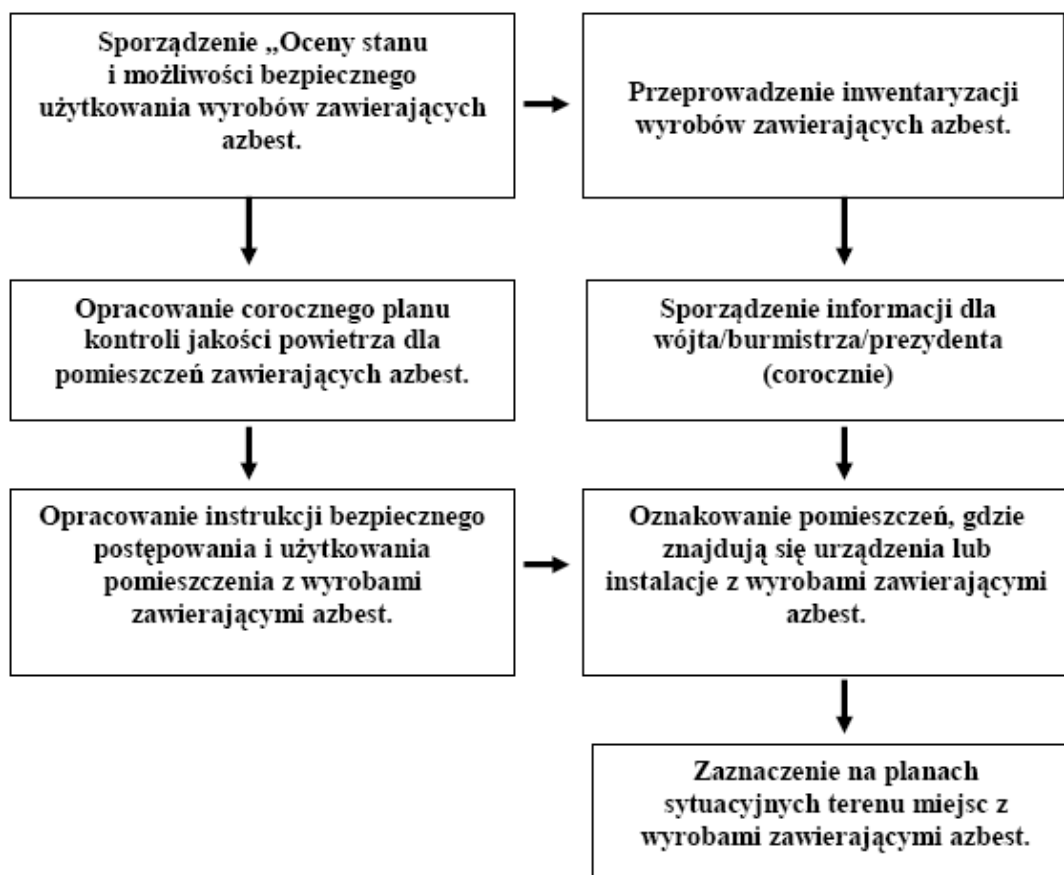 Sporządzenie „Oceny stanu
i możliwości bezpiecznego
użytkowania wyrobów zawierających
azbest.
Przeprowadzenie inwentaryzacji
wyrobów zawierających azbest.
Opracowanie corocznego planu
kontroli jakości powietrza dla
pomieszczeń zawierających azbest.
Sporządzenie informacji dla
wójta/burmistrza/prezydenta
(corocznie)
Opracowanie instrukcji bezpiecznego
postępowania i użytkowania
pomieszczenia z wyrobami
zawierającymi azbest.
Oznakowanie pomieszczeń, gdzie
znajdują się urządzenia lub
instalacje z wyrobami zawierającymi
azbest.
Zaznaczenie na planach
sytuacyjnych terenu miejsc z
wyrobami zawierającymi azbest.